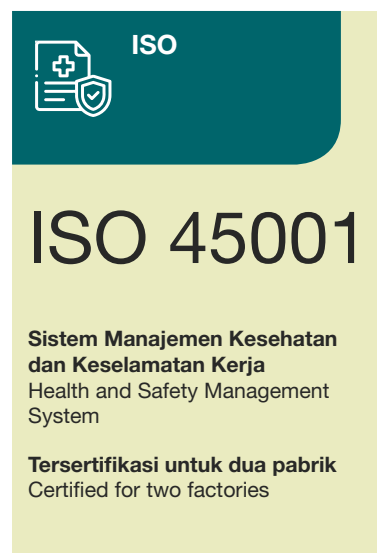 ISO
ISO 45001
Sistem Manajemen Kesehatan
dan Keselamatan Kerja
Health and Safety Management
System
Tersertifikasi untuk dua pabrik
Certified for two factories